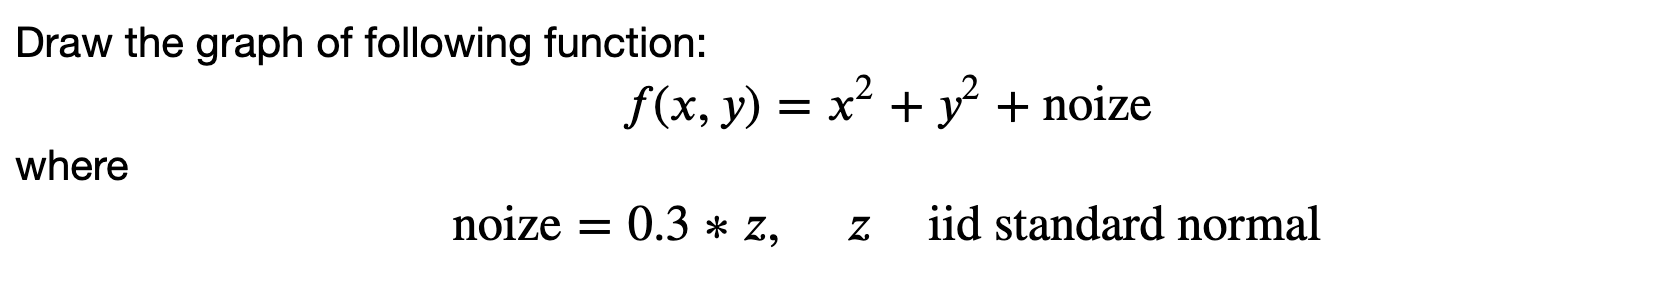 Draw the graph of following function:
f(x, y) = x² + y² + noize
where
noize = 0.3 * z, z iid standard normal